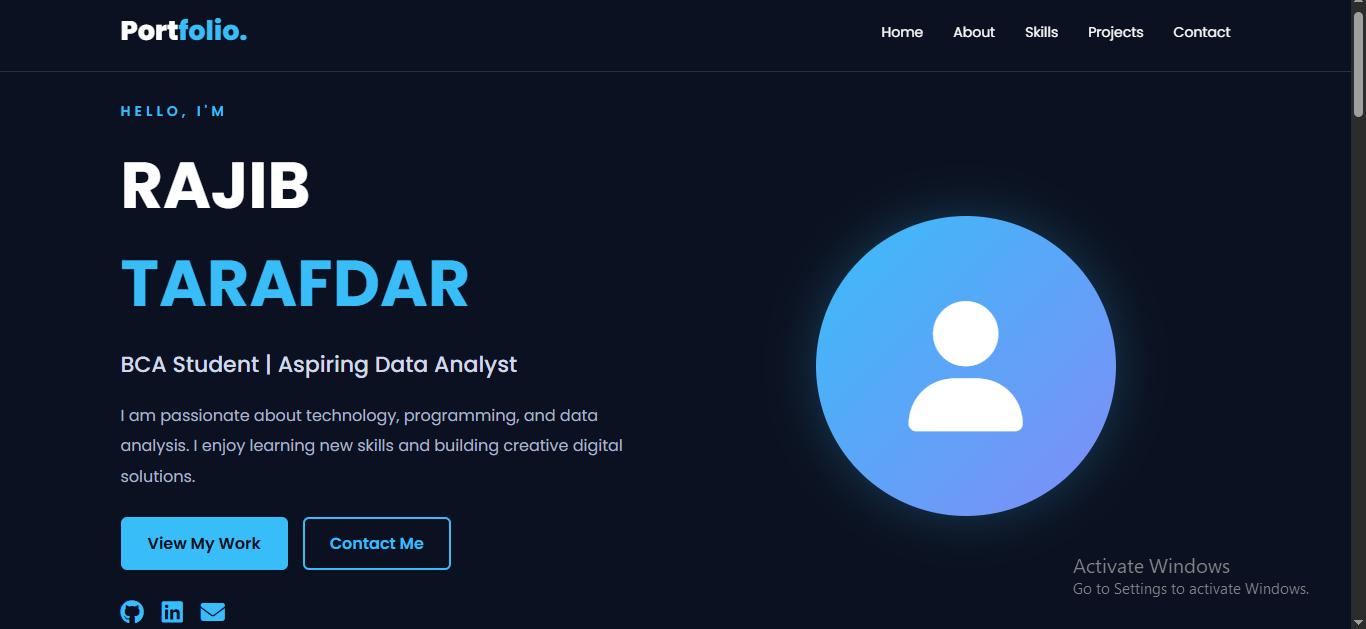 Portfolio.
Home About Skills Projects Contact
HELLO, I'M
RAJIB
TARAFDAR
BCA Student | Aspiring Data Analyst
I am passionate about technology, programming, and data
analysis. I enjoy learning new skills and building creative digital
solutions.
View My Work Contact Me
in
Activate Windows
Go to Settings to activate Windows.